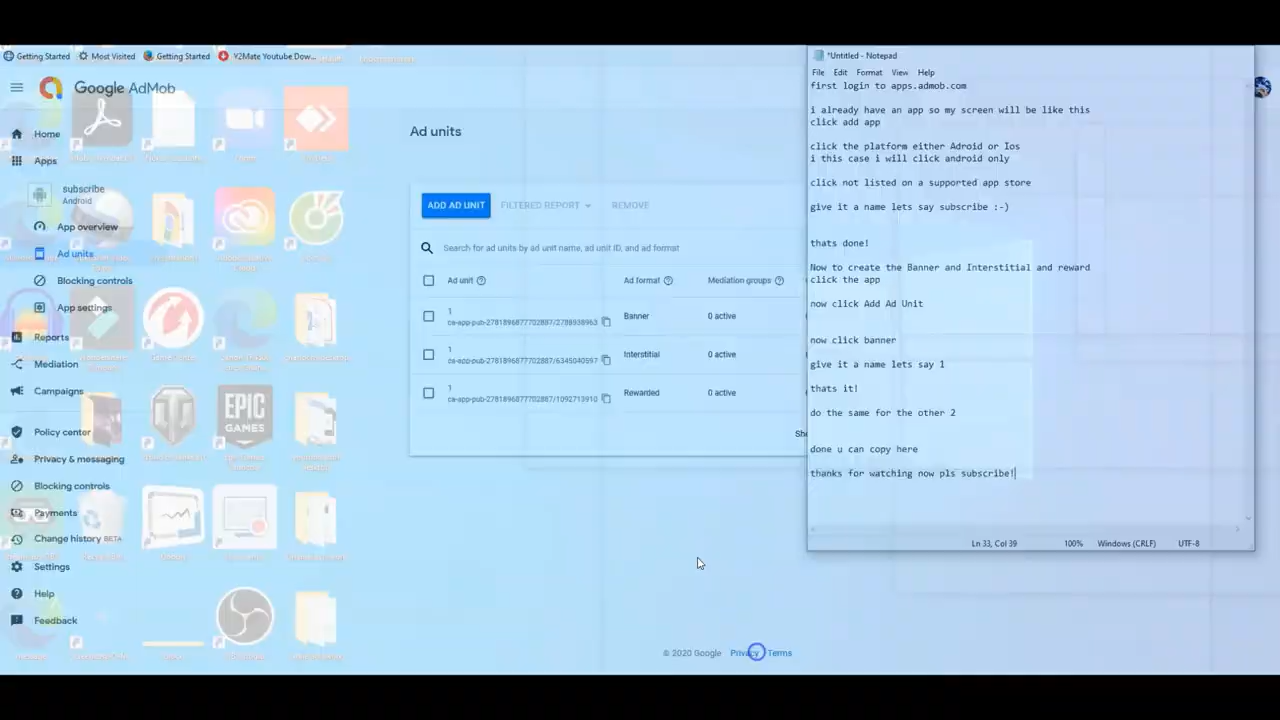 Getting Started
Most Visited
Getting Started
Y2Mate Youtube Dow...
Google AdMob
Home
Apps
subscribe
Android
App overview
Ad units
Blocking controls
App settings
Reports
Mediation
Campaigns
Policy center
Privacy & messaging
Blocking controls
Payments
Change history BETA
Settings
Help
Feedback
EPIC
GAMES
Ad units
ADD AD UNIT
FILTERED REPORT
REMOVE
Search for ad units by ad unit name, ad unit ID, and ad format
Ad unit
Ad format
Mediation groups
1
ca-app-pub-2781896877702887/2788938963
Banner
0 active
1
ca-app-pub-2781896877702887/6345040597
Interstitial
0 active
1
ca-app-pub-2781896877702887/1092713910
Rewarded
0 active
© 2020 Google
Privacy
Terms
*Untitled - Notepad
File Edit Format View Help
first login to apps.admob.com
i already have an app so my screen will be like this
click add app
click the platform either Adroid or Ios
i this case i will click android only
click not listed on a supported app store
give it a name lets say subscribe :-)
thats done!
Now to create the Banner and Interstitial and reward
click the app
now click Add Ad Unit
now click banner
give it a name lets say 1
thats it!
do the same for the other 2
done u can copy here
thanks for watching now pls subscribe!
Ln 33, Col 39
100%
Windows (CRLF)
UTF-8